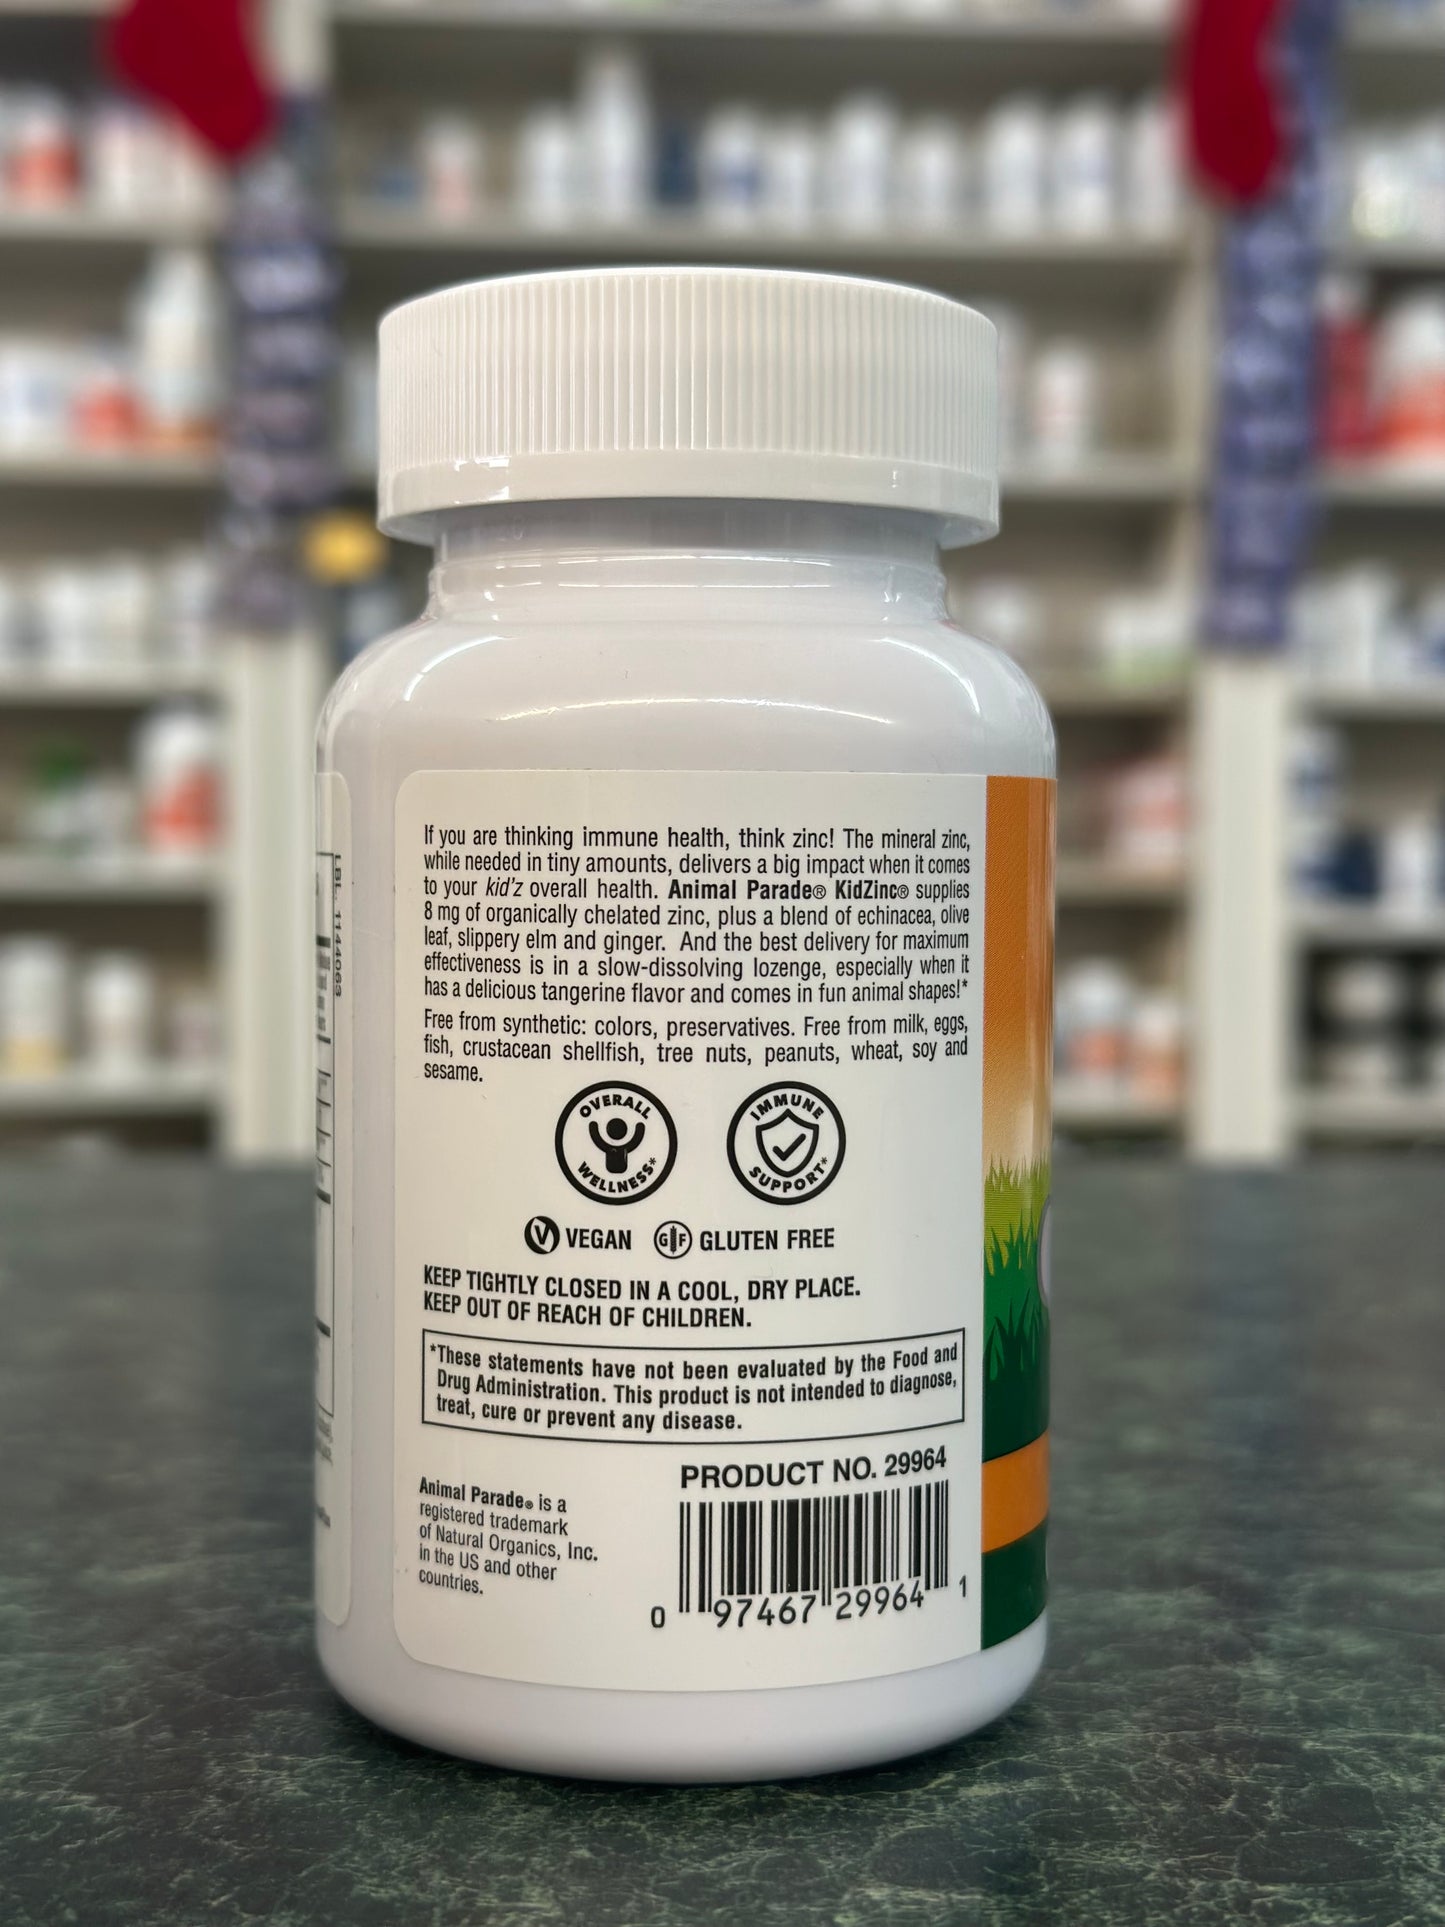 If you are thinking immune health, think zinc! The mineral zinc,
while needed in tiny amounts, delivers a big impact when it comes
to your kid'z overall health. Animal Parade® KidZinc® supplies
8 mg of organically chelated zinc, plus a blend of echinacea, olive
leaf, slippery elm and ginger. And the best delivery for maximum
effectiveness is in a slow-dissolving lozenge, especially when it
has a delicious tangerine flavor and comes in fun animal shapes!*
Free from synthetic: colors, preservatives. Free from milk, eggs,
fish, crustacean shellfish, tree nuts, peanuts, wheat, soy and
sesame.
OVERALL
WELLNESS*
IMMUNE
SUPPORT*
V VEGAN
GF GLUTEN FREE
KEEP TIGHTLY CLOSED IN A COOL, DRY PLACE.
KEEP OUT OF REACH OF CHILDREN.
*These statements have not been evaluated by the Food and
Drug Administration. This product is not intended to diagnose,
treat, cure or prevent any disease.
PRODUCT NO. 29964
Animal Parade® is a
registered trademark
of Natural Organics, Inc.
in the US and other
countries.
0 97467 29964 1
LBL. 1144063